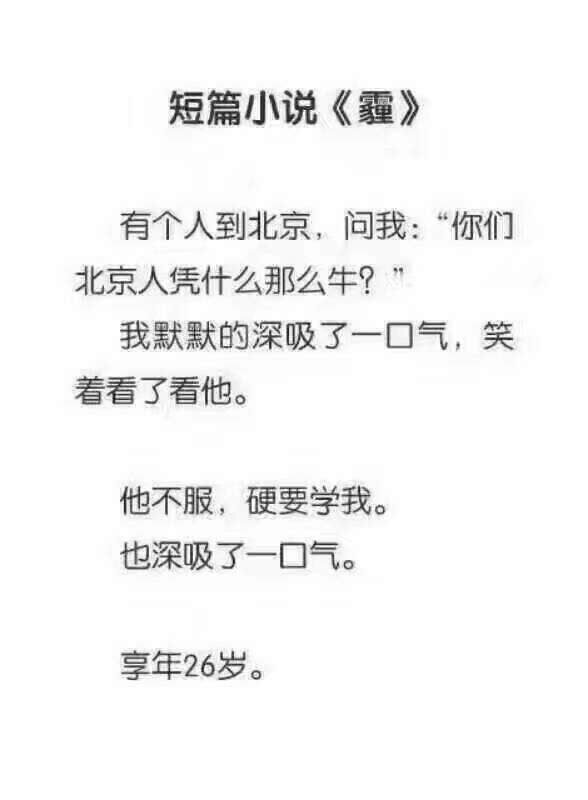 短篇小说《霾》
有个人到北京，问我：“你们
北京人凭什么那么牛？”
我默默的深吸了一口气，笑
着看了看他。
他不服，硬要学我。
也深吸了一口气。
享年26岁。